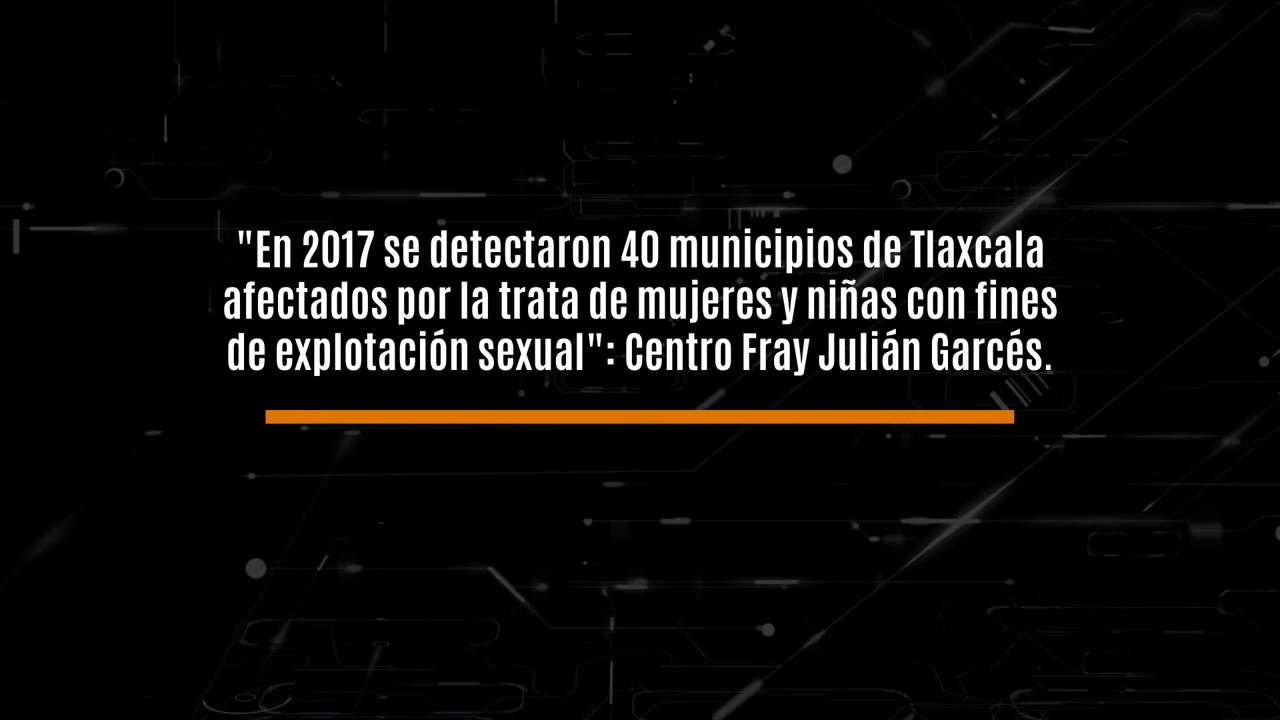 "En 2017 se detectaron 40 municipios de Tlaxcala
afectados por la trata de mujeres y niñas con fines
de explotación sexual": Centro Fray Julián Garcés.